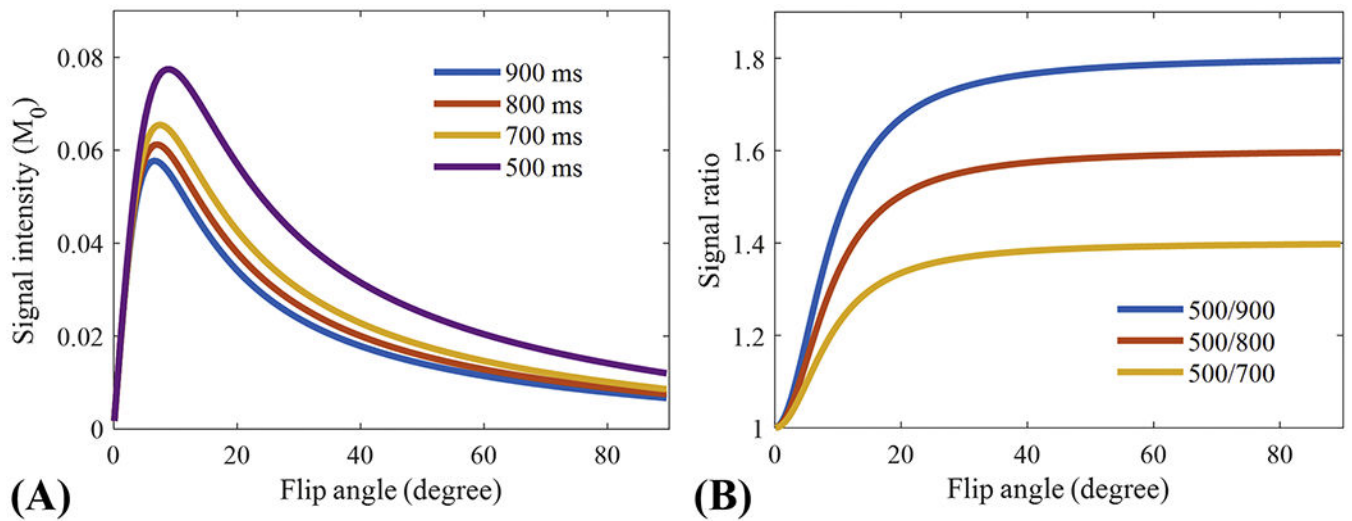 0.08
0.06
0.04
0.02
0
0
20
40
60
80
Signal intensity (M0)
Flip angle (degree)
900 ms
800 ms
700 ms
500 ms
(A)
1.8
1.6
1.4
1.2
1
0
20
40
60
80
Signal ratio
Flip angle (degree)
500/900
500/800
500/700
(B)